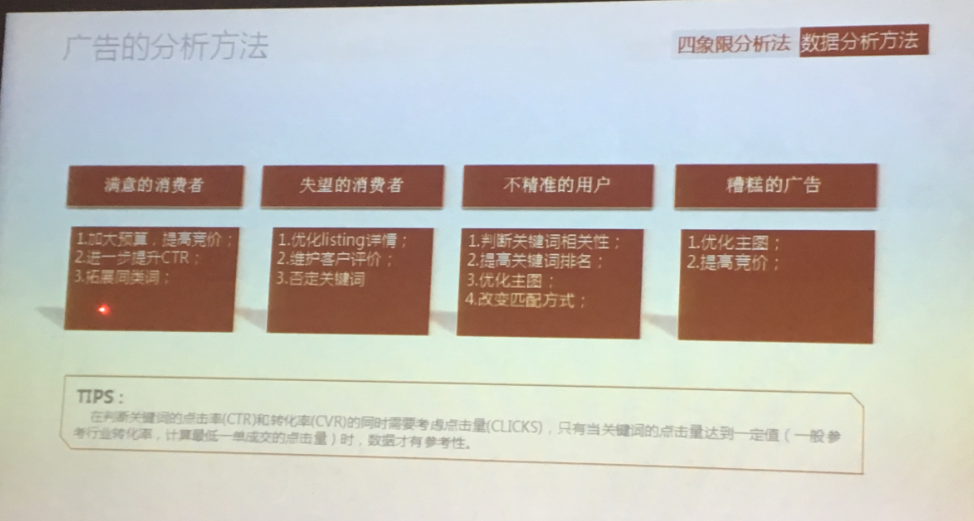 广告的分析方法
四象限分析法 数据分析方法
满意的消费者
1.加大预算，提高竞价；
2.进一步提升CTR；
3.拓展同类词；
失望的消费者
1.优化listing详情；
2.维护客户评价；
3.否定关键词
不精准的用户
1.判断关键词相关性；
2.提高关键词排名；
3.优化主图；
4.改变匹配方式；
糟糕的广告
1.优化主图；
2.提高竞价；
TIPS：
在判断关键词的点击率(CTR)和转化率(CVR)的同时需要考虑点击量(CLICKS)，只有当关键词的点击量达到一定值（一般参
考行业转化率，计算最低一单成交的点击量）时，数据才有参考性。